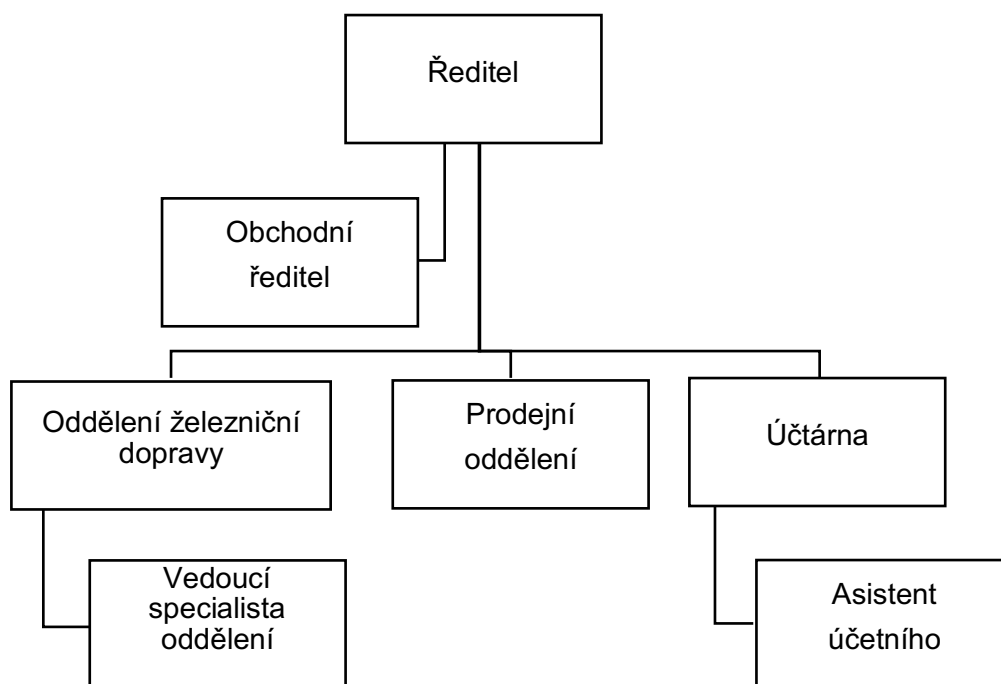 Ředitel
Obchodní
ředitel
Oddělení železniční
dopravy
Prodejní
oddělení
Účtárna
Vedoucí
specialista
oddělení
Asistent
účetního